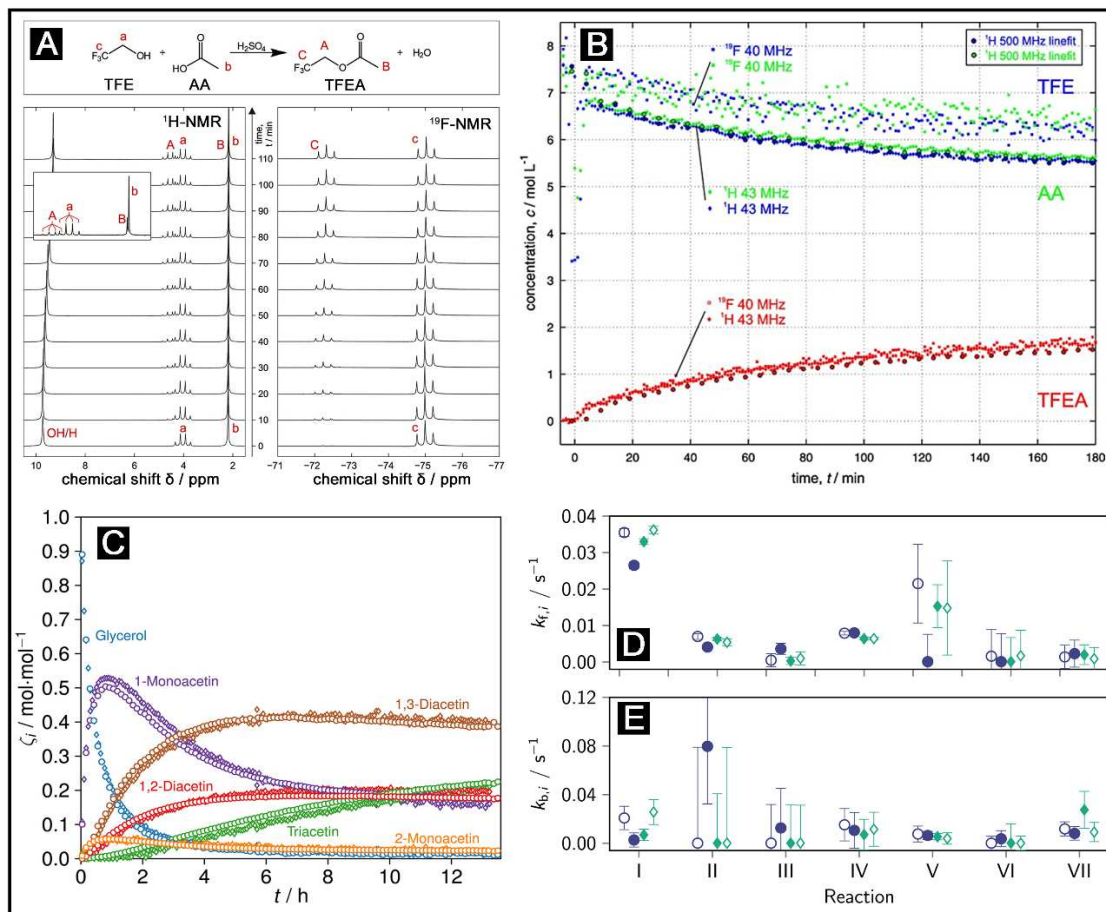 A
c
F₃C
a
OH
+
O
HO
b
H₂SO₄
C
F₃C
A
O
O
B
+ H₂O
TFE
AA
TFEA
¹H-NMR
A
a
B
b
A
a
B
b
OH/H
a
b
10
8
6
4
2
chemical shift δ / ppm
time, t / min
110
100
90
80
70
60
50
40
30
20
10
0
¹⁹F-NMR
C
c
c
−71
−72
−73
−74
−75
−76
−77
chemical shift δ / ppm
B
8
7
6
5
4
3
2
1
0
concentration, c / mol L⁻¹
¹⁹F 40 MHz
¹⁹F 40 MHz
¹H 500 MHz linefit
¹H 500 MHz linefit
TFE
¹H 43 MHz
¹H 43 MHz
AA
¹⁹F 40 MHz
¹H 43 MHz
TFEA
0
20
40
60
80
100
120
140
160
180
time, t / min
C
1.0
0.9
0.8
0.7
0.6
0.5
0.4
0.3
0.2
0.1
0.0
ζᵢ / mol·mol⁻¹
Glycerol
1-Monoacetin
1,3-Diacetin
1,2-Diacetin
Triacetin
2-Monoacetin
0
2
4
6
8
10
12
t / h
D
0.04
0.03
0.02
0.01
0.00
k_f,i / s⁻¹
E
0.12
0.08
0.04
0.00
k_b,i / s⁻¹
I
II
III
IV
V
VI
VII
Reaction